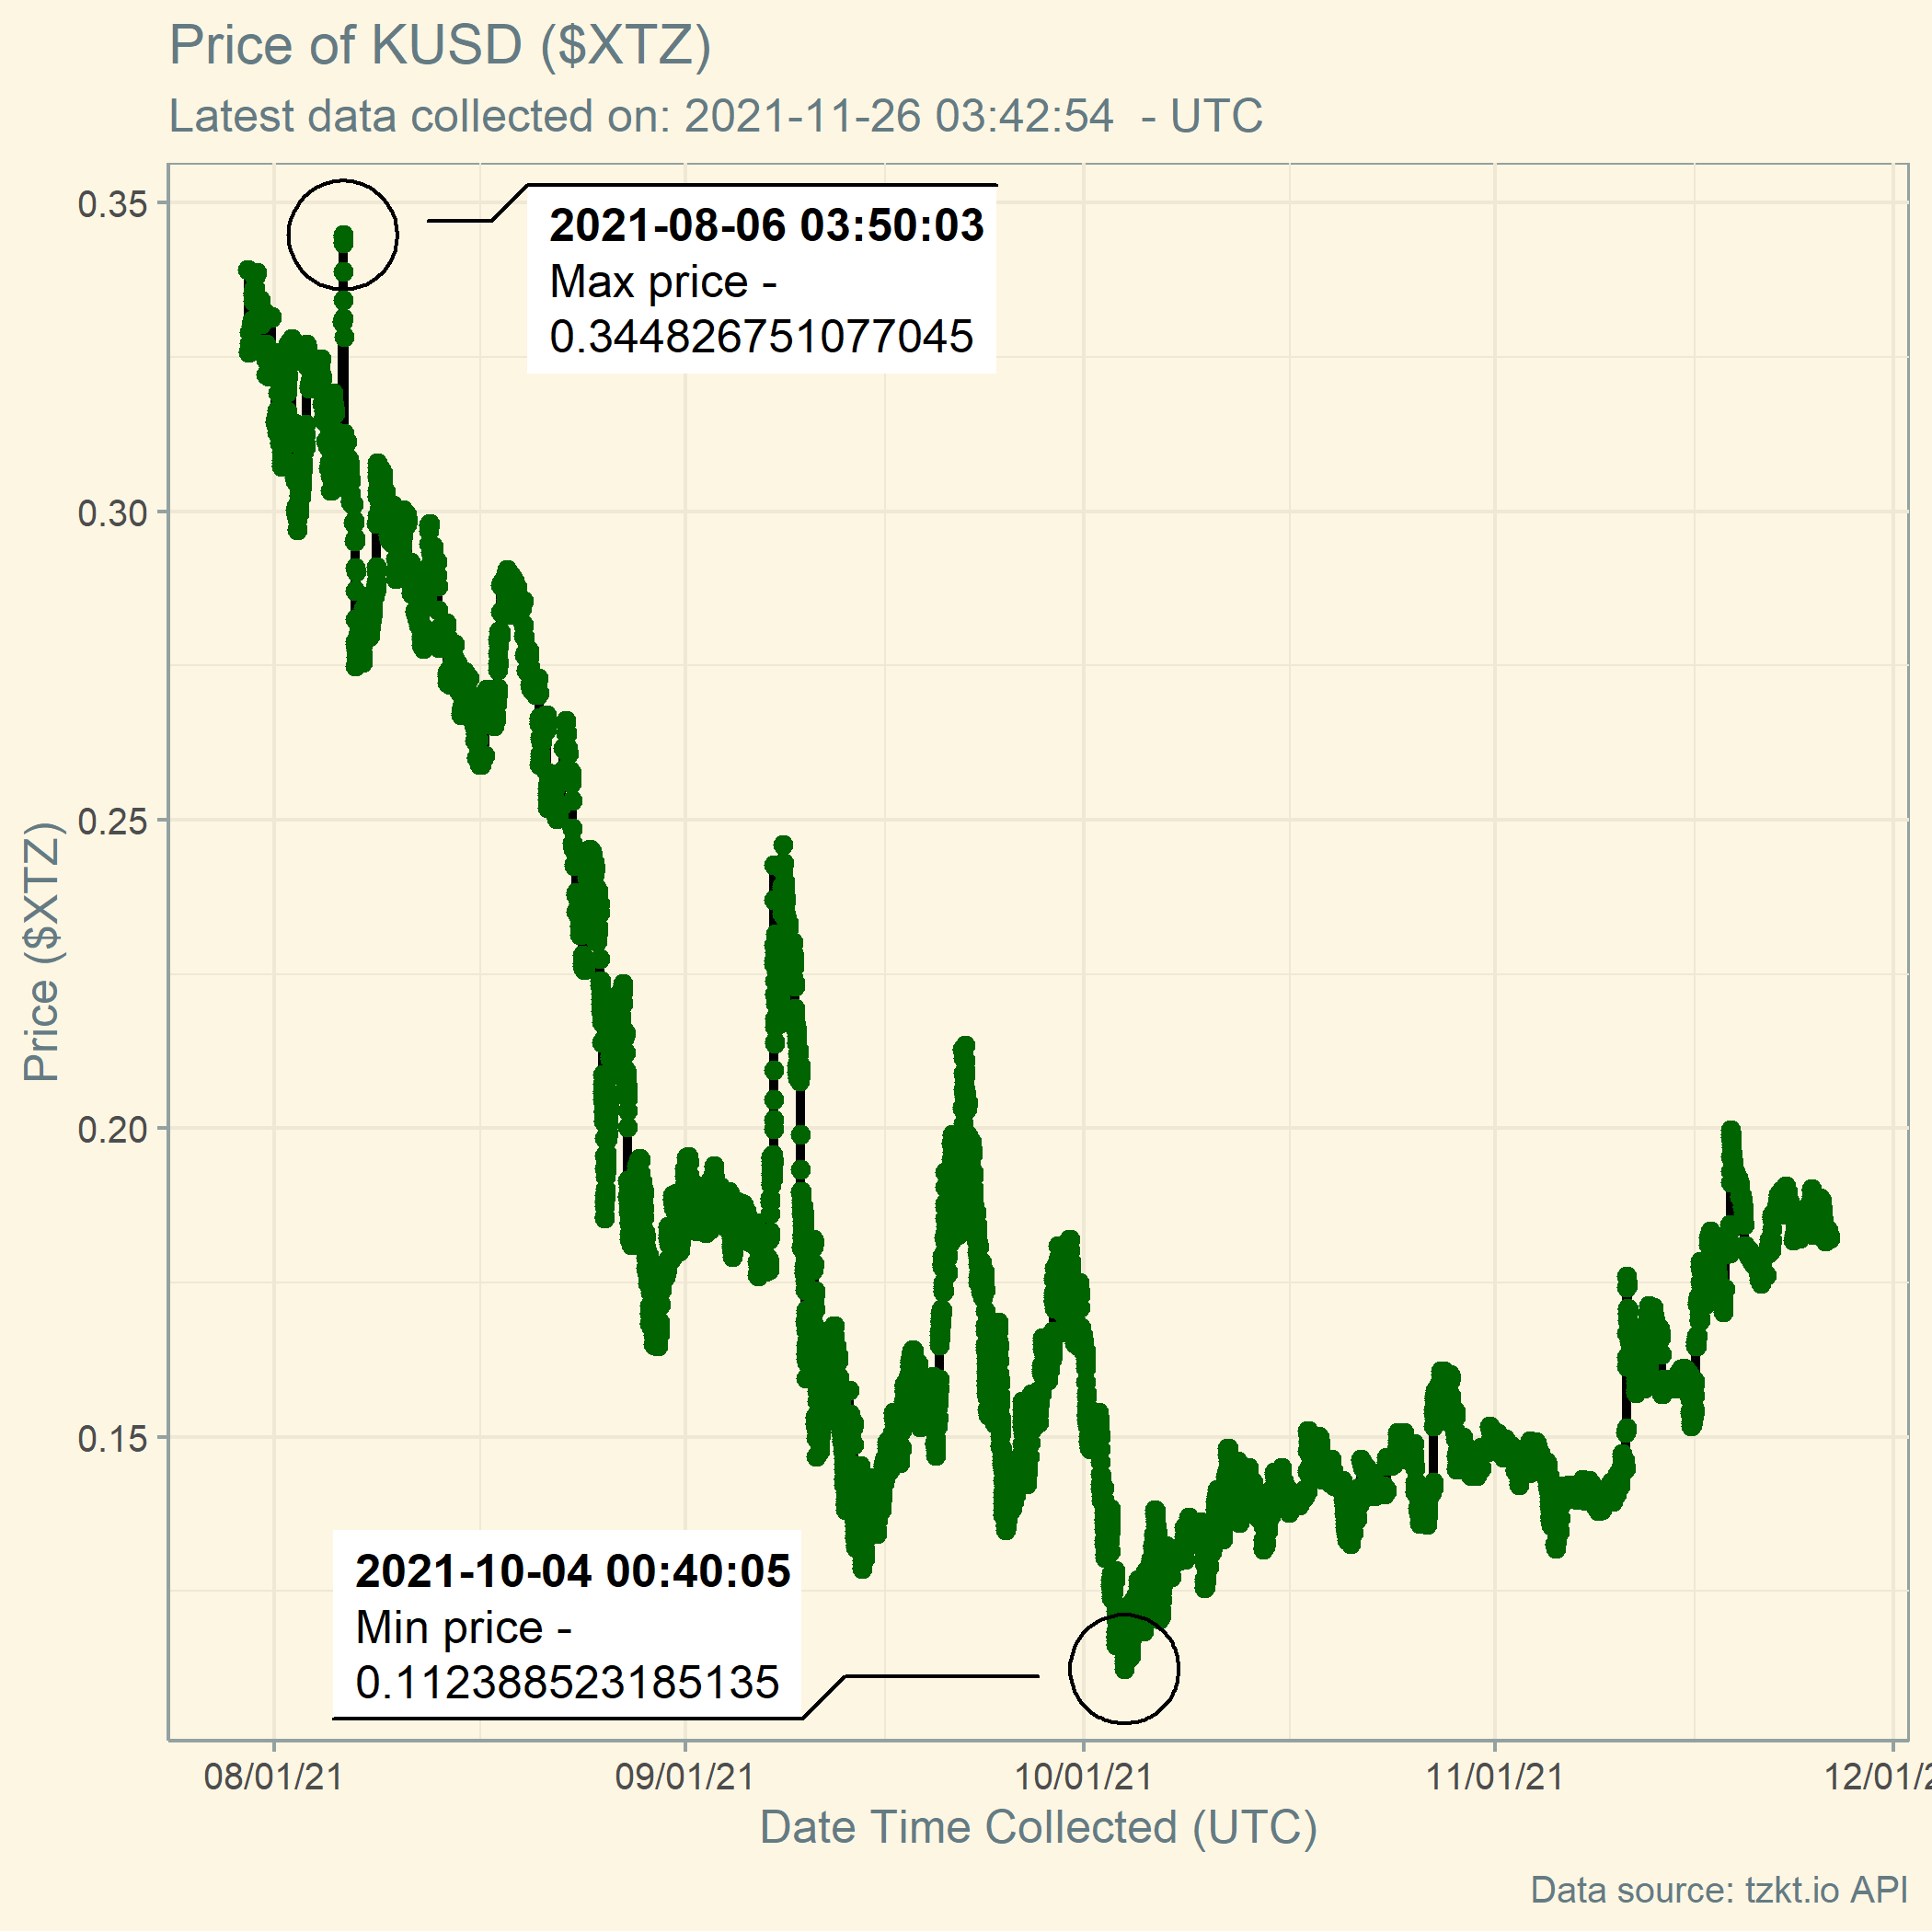 Price of KUSD ($XTZ)
Latest data collected on: 2021-11-26 03:42:54  - UTC
0.35
0.30
0.25
0.20
0.15
Price ($XTZ)
2021-08-06 03:50:03
Max price -
0.344826751077045
2021-10-04 00:40:05
Min price -
0.112388523185135
08/01/21 09/01/21 10/01/21 11/01/21 12/01/2
Date Time Collected (UTC)
Data source: tzkt.io API